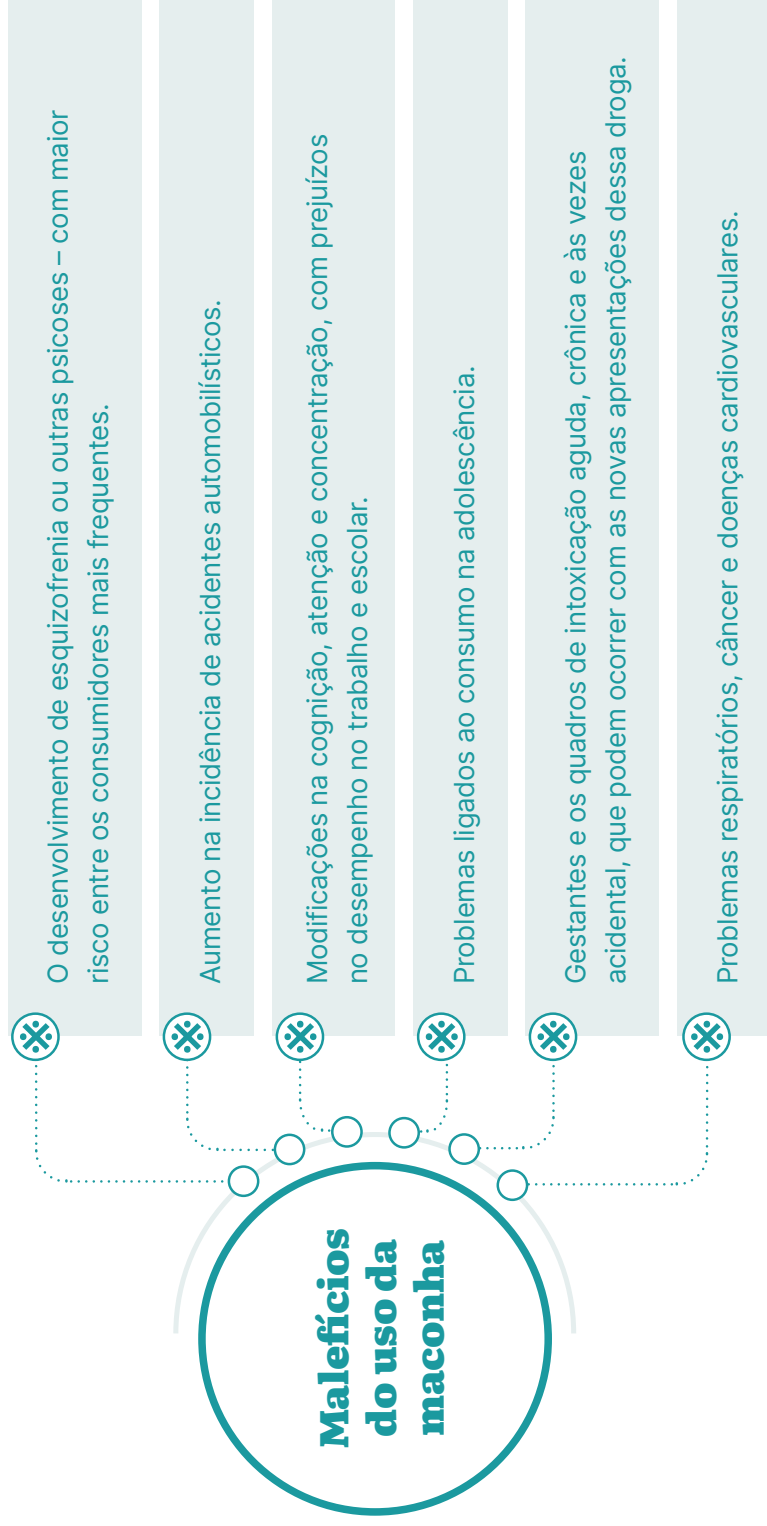 Malefícios
do uso da
maconha
O desenvolvimento de esquizofrenia ou outras psicoses – com maior
risco entre os consumidores mais frequentes.
Aumento na incidência de acidentes automobilísticos.
Modificações na cognição, atenção e concentração, com prejuízos
no desempenho no trabalho e escolar.
Problemas ligados ao consumo na adolescência.
Gestantes e os quadros de intoxicação aguda, crônica e às vezes
acidental, que podem ocorrer com as novas apresentações dessa droga.
Problemas respiratórios, câncer e doenças cardiovasculares.